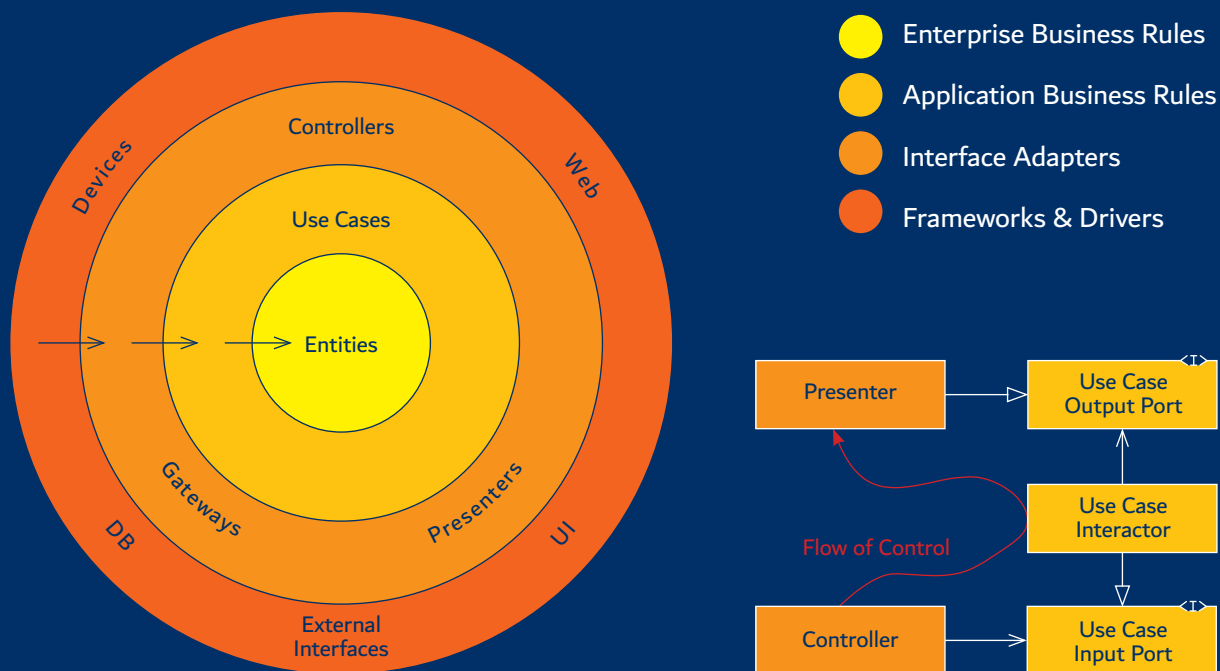 Enterprise Business Rules
Application Business Rules
Interface Adapters
Frameworks & Drivers
Controllers
Devices
Web
Use Cases
Entities
Gateways
Presenters
DB
UI
External
Interfaces
Presenter
Use Case
Output Port
<I>
Use Case
Interactor
Flow of Control
Controller
Use Case
Input Port
<I>